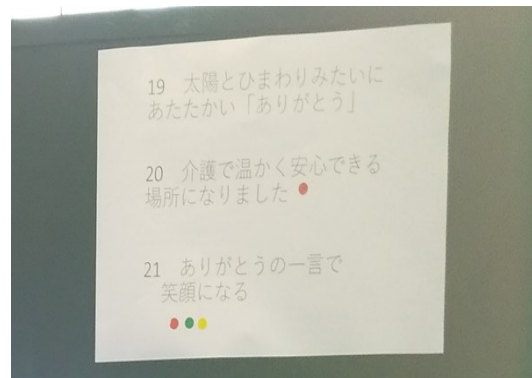 19 太陽とひまわりみたいに
あたたかい「ありがとう」
20 介護で温かく安心できる
場所になりました
21 ありがとうの一言で
笑顔になる